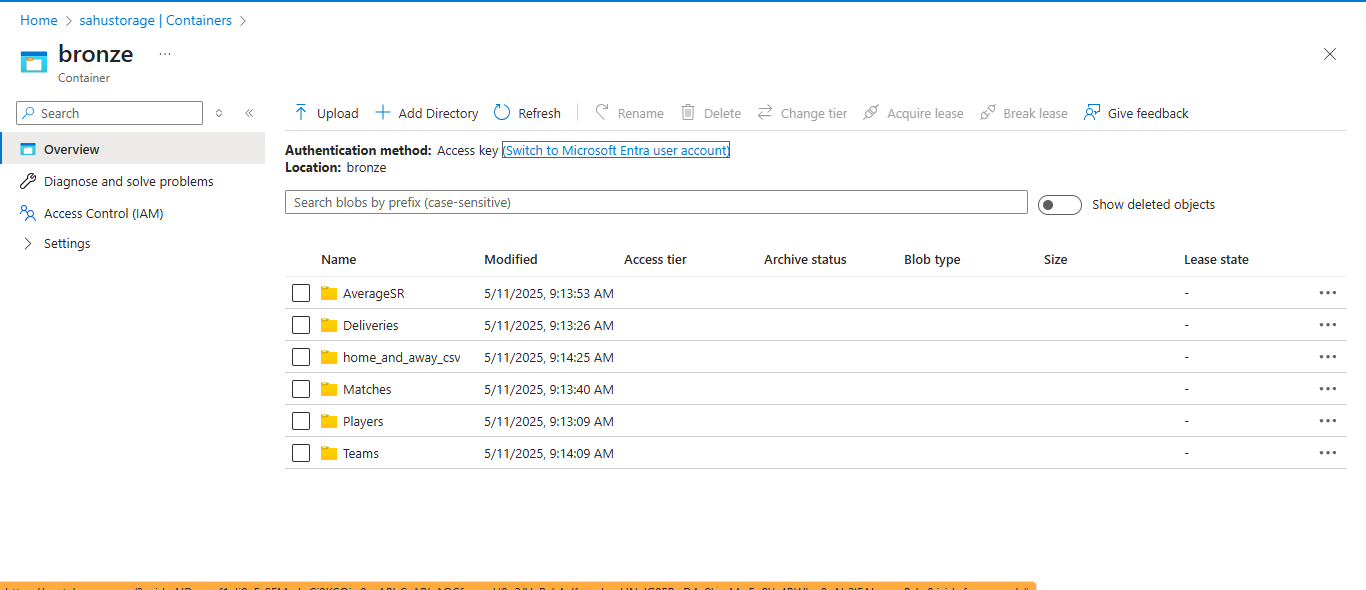 Home > sahustorage | Containers >
bronze ...
Container
Search
Upload Add Directory Refresh Rename Delete Change tier Acquire lease Break lease Give feedback
Overview
Diagnose and solve problems
Access Control (IAM)
Settings
Authentication method: Access key (Switch to Microsoft Entra user account)
Location: bronze
Search blobs by prefix (case-sensitive)
Show deleted objects
Name Modified Access tier Archive status Blob type Size Lease state
AverageSR 5/11/2025, 9:13:53 AM -
Deliveries 5/11/2025, 9:13:26 AM -
home_and_away_csv 5/11/2025, 9:14:25 AM -
Matches 5/11/2025, 9:13:40 AM -
Players 5/11/2025, 9:13:09 AM -
Teams 5/11/2025, 9:14:09 AM -